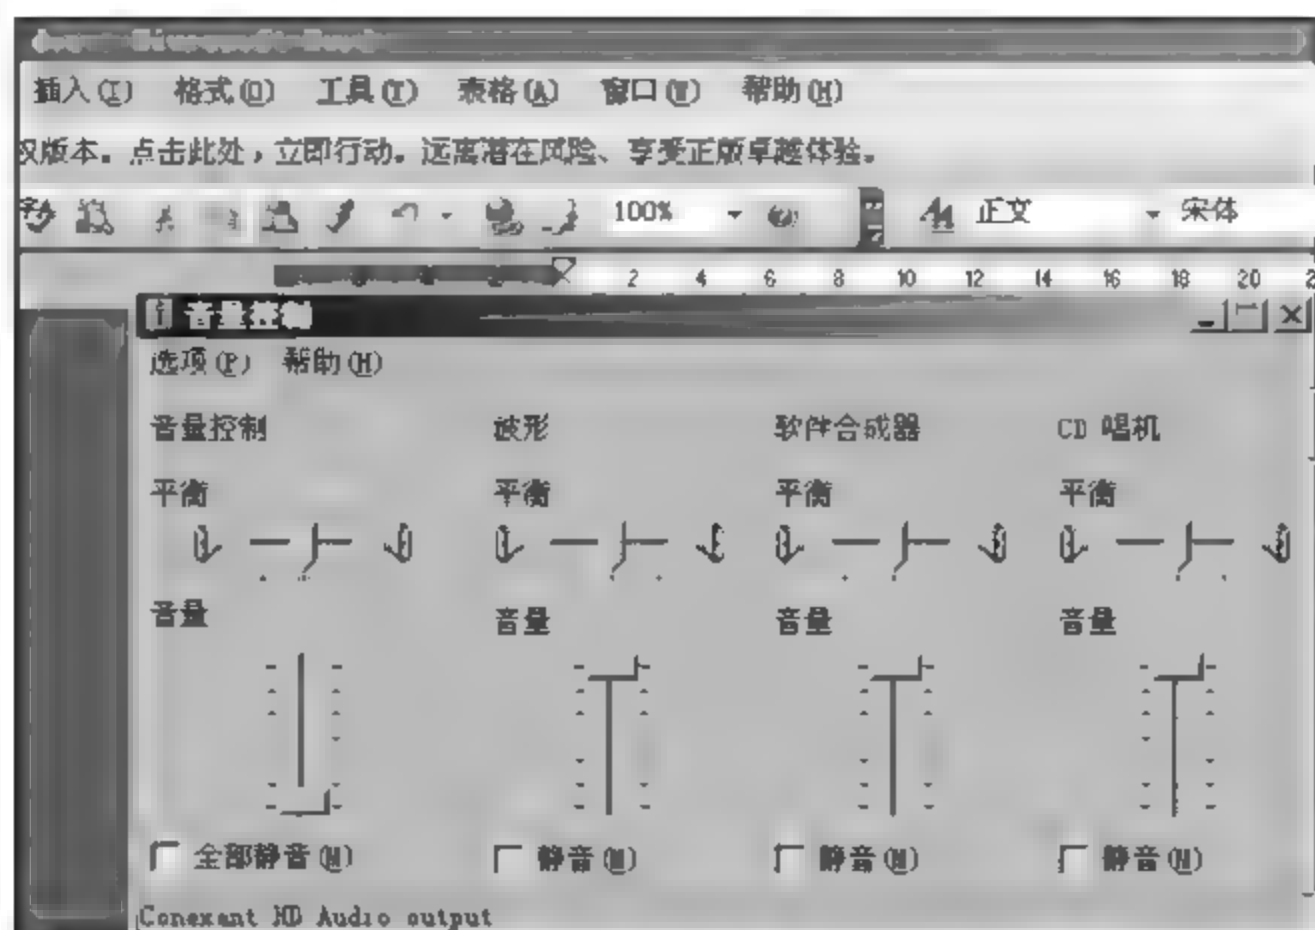 插入(I) 格式(O) 工具(T) 表格(A) 窗口(W) 帮助(H)
权版本。点击此处，立即行动。远离潜在风险、享受正版卓越体验。
100% 正文 宋体
2 4 6 8 10 12 14 16 18 20
音量控制
选项(P) 帮助(H)
音量控制 波形 软件合成器 CD 唱机
平衡 平衡 平衡 平衡
音量 音量 音量 音量
全部静音(M) 静音(M) 静音(M) 静音(M)
Conexant HD Audio output